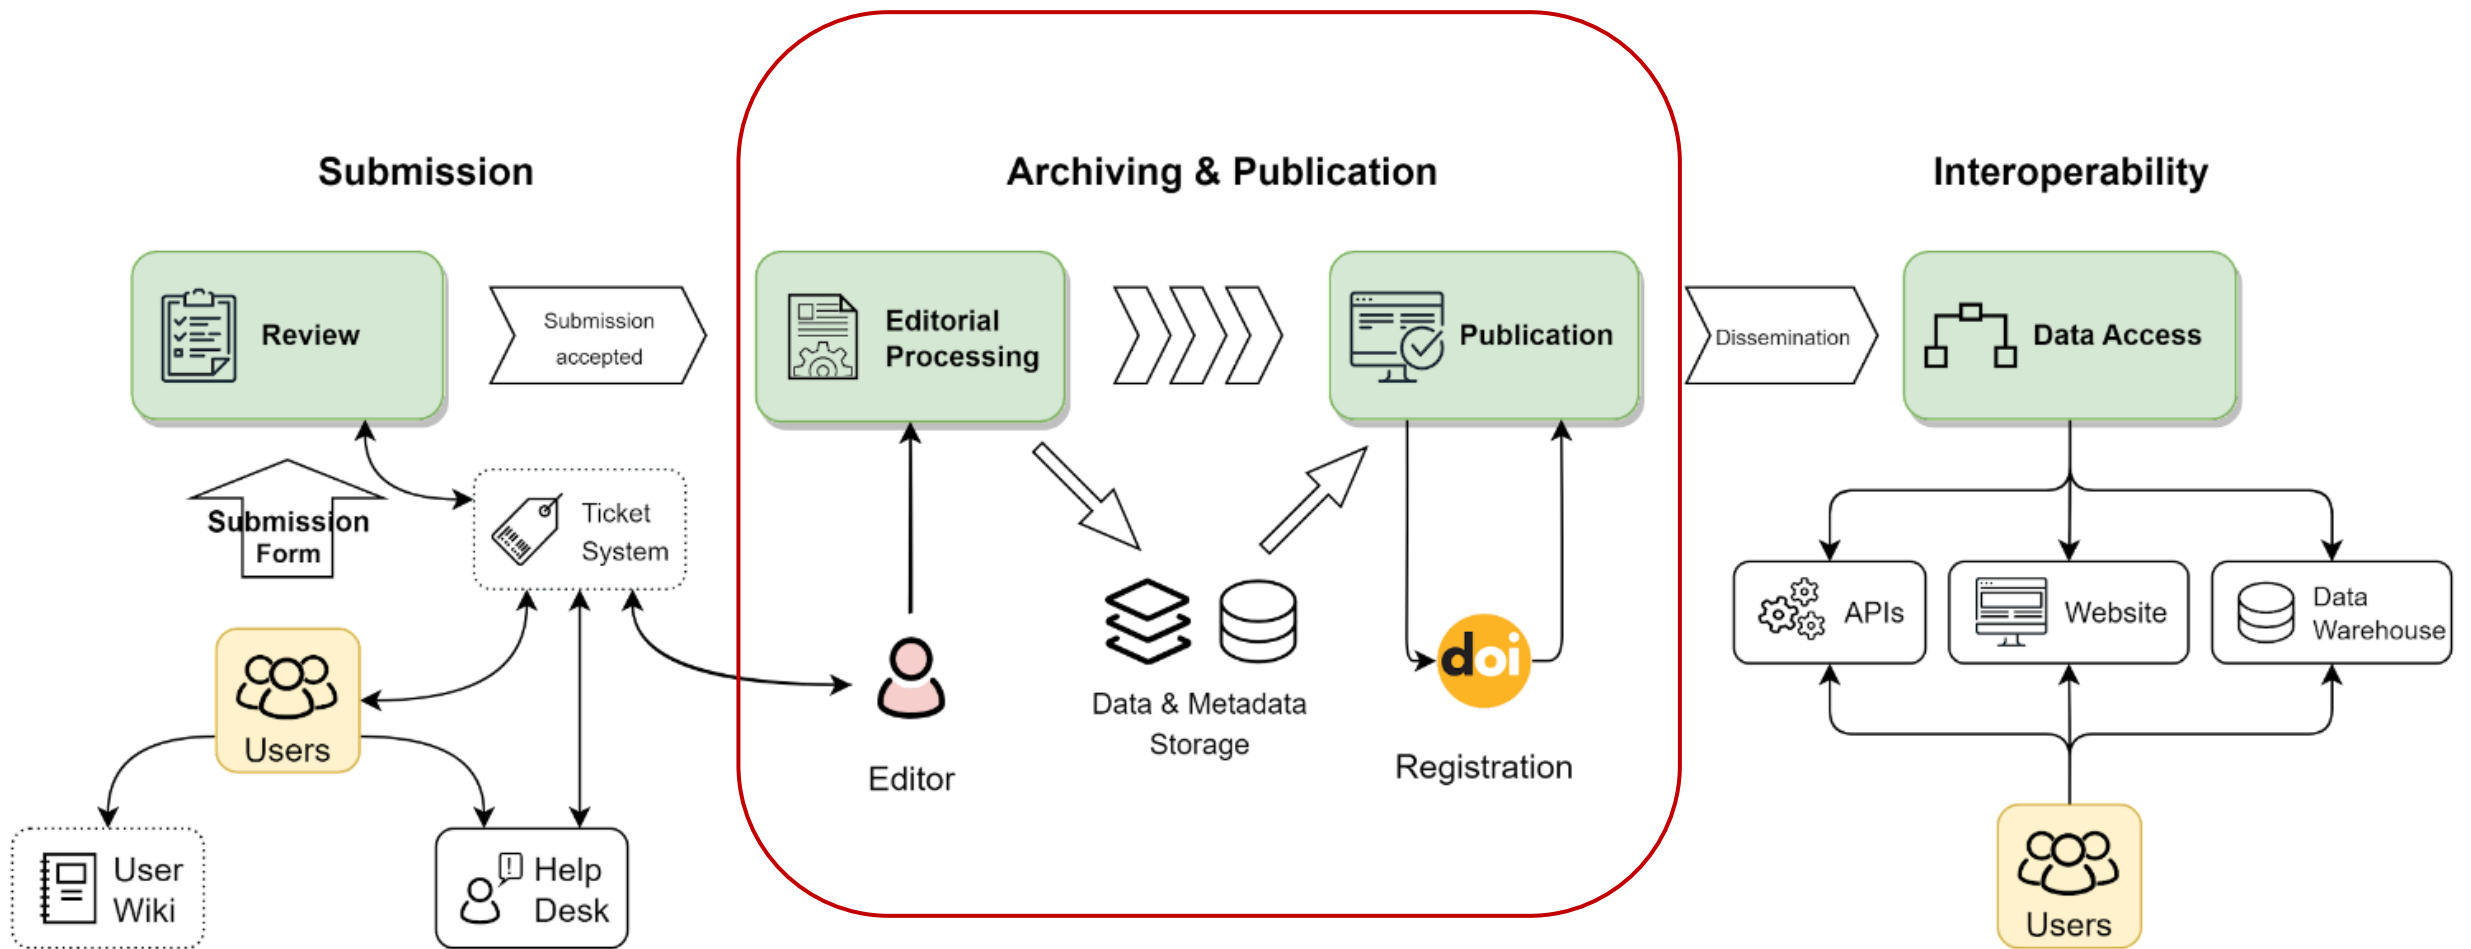 Submission
Archiving & Publication
Interoperability
Review
Submission
accepted
Editorial
Processing
Publication
Dissemination
Data Access
Submission
Form
Ticket
System
Users
User
Wiki
Help
Desk
Editor
Data & Metadata
Storage
doi
Registration
APIs
Website
Data
Warehouse
Users